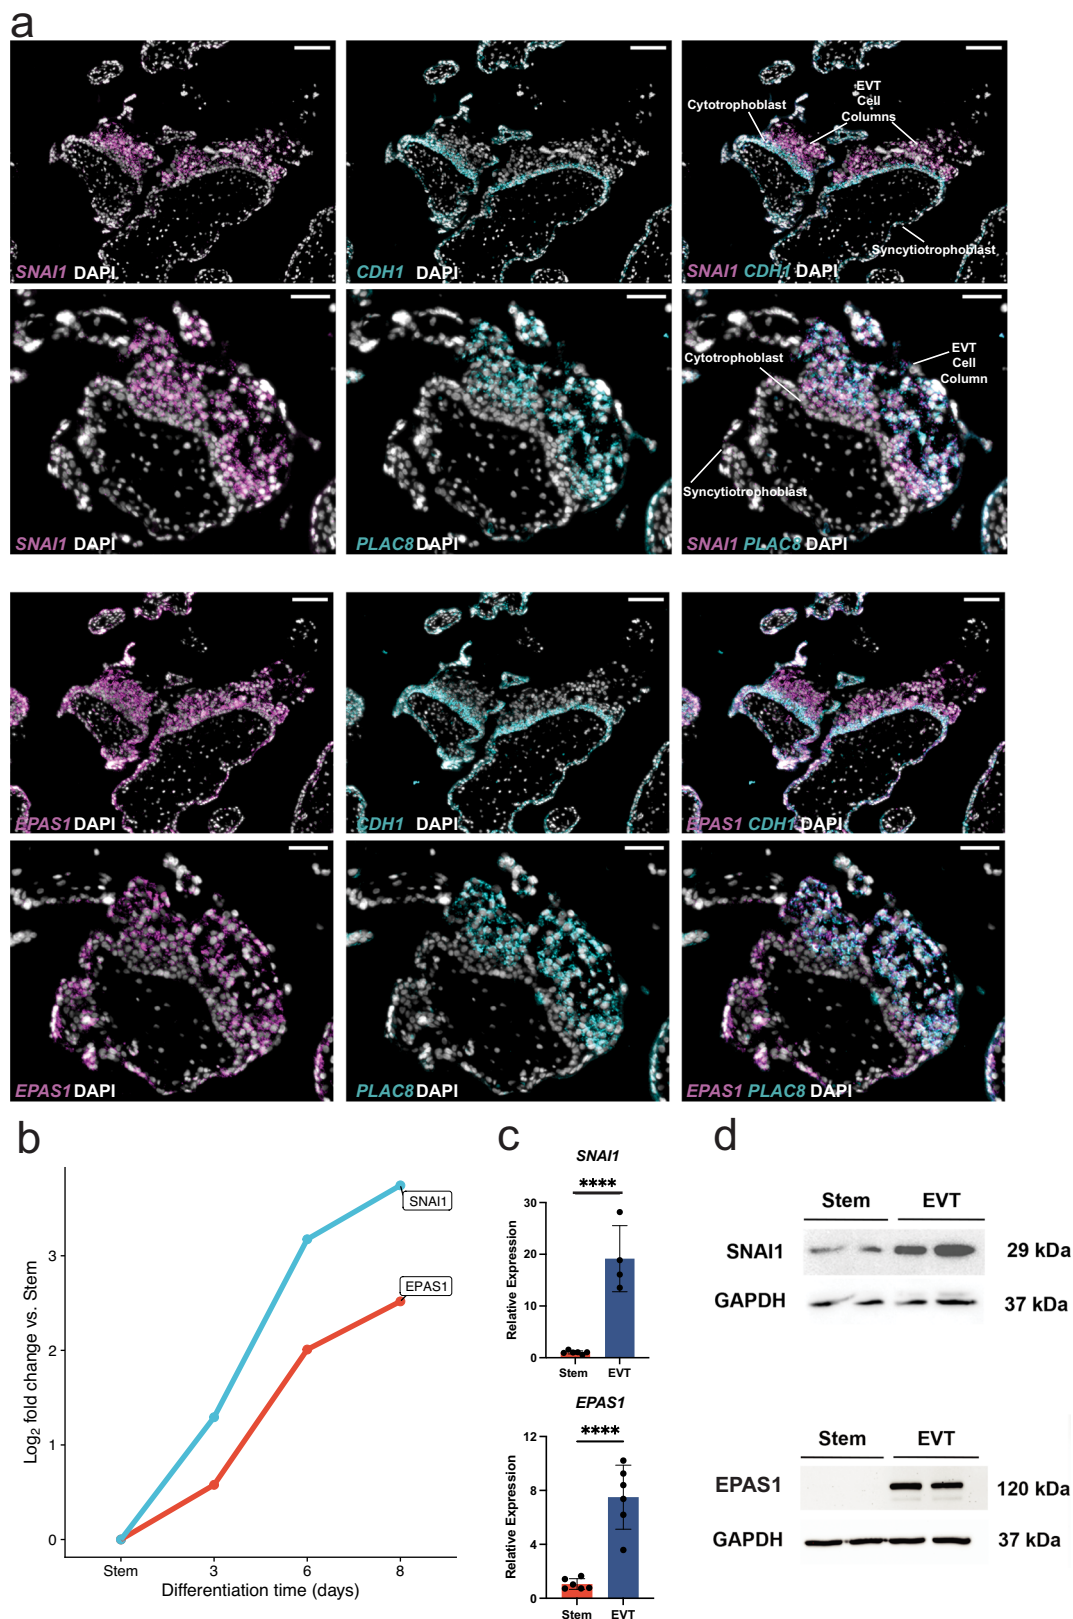 a
SNAI1 DAPI
CDH1 DAPI
Cytotrophoblast
EVT
Cell
Columns
Syncytiotrophoblast
SNAI1 CDH1 DAPI
SNAI1 DAPI
PLAC8 DAPI
Cytotrophoblast
EVT
Cell
Column
Syncytiotrophoblast
SNAI1 PLAC8 DAPI
EPAS1 DAPI
CDH1 DAPI
EPAS1 CDH1 DAPI
EPAS1 DAPI
PLAC8 DAPI
EPAS1 PLAC8 DAPI
b
Log2 fold change vs. Stem
3
2
1
0
SNAI1
EPAS1
Stem 3 6 8
Differentiation time (days)
c
SNAI1
****
Relative Expression
30
20
10
0
Stem EVT
EPAS1
****
Relative Expression
12
8
4
0
Stem EVT
d
Stem EVT
SNAI1 29 kDa
GAPDH 37 kDa
Stem EVT
EPAS1 120 kDa
GAPDH 37 kDa